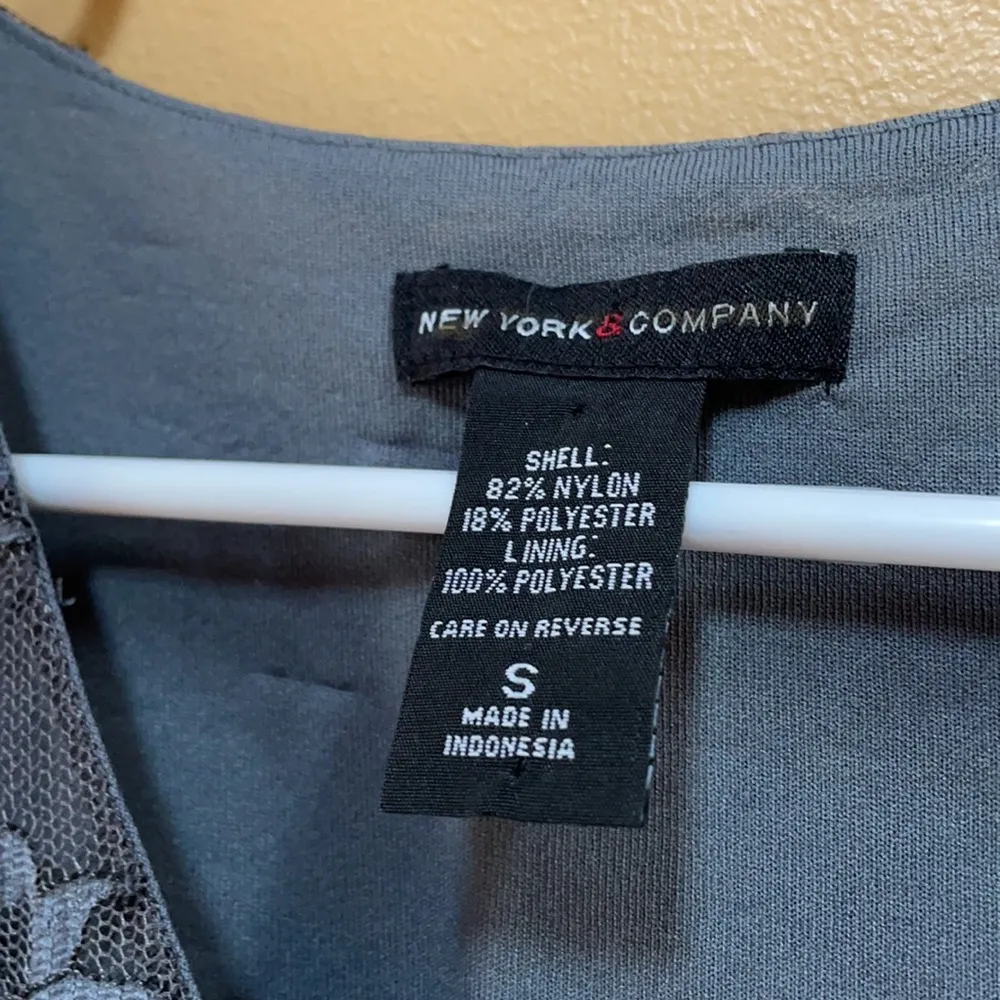 NEW YORK & COMPANY
SHELL:
82% NYLON
18% POLYESTER
LINING:
100% POLYESTER
CARE ON REVERSE
S
MADE IN
INDONESIA